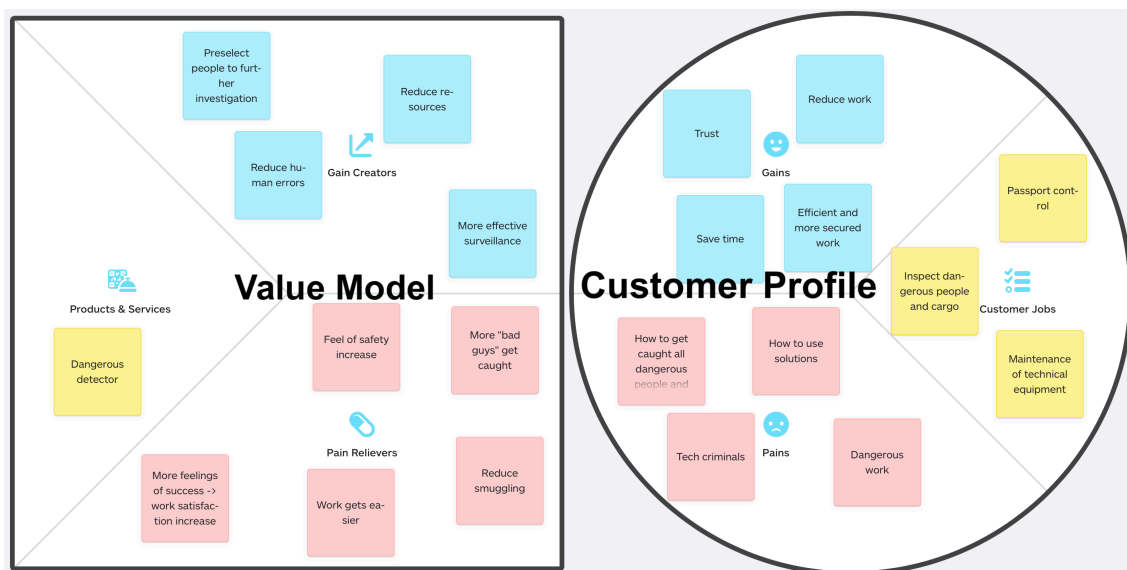 Preselect
people to furt-
her
investigation
Reduce re-
sources
Reduce hu-
man errors
Gain Creators
More effective
surveillance
Products & Services
Value Model
Dangerous
detector
Feel of safety
increase
More "bad
guys" get
caught
Pain Relievers
More feelings
of success ->
work satisfac-
tion increase
Work gets ea-
sier
Reduce
smuggling
Reduce work
Trust
Gains
Save time
Efficient and
more secured
work
Customer Profile
Passport cont-
rol
Inspect dan-
gerous people
and cargo
Customer Jobs
Maintenance
of technical
equipment
How to get
caught all
dangerous
people and
How to use
solutions
Tech criminals
Pains
Dangerous
work